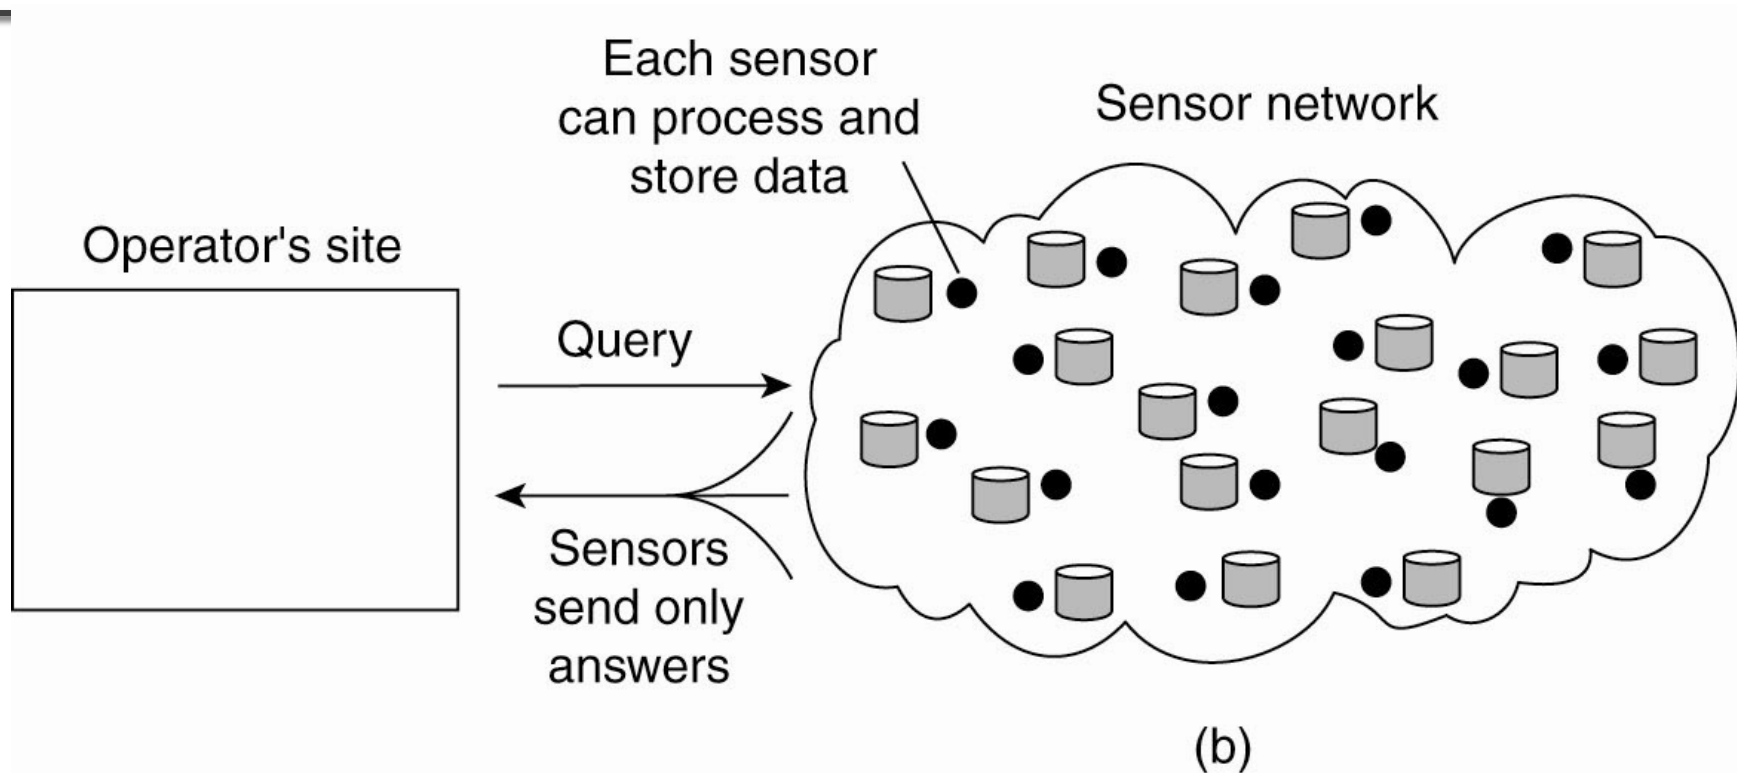 Each sensor
can process and
store data
Sensor network
Operator's site
Query
Sensors
send only
answers
(b)